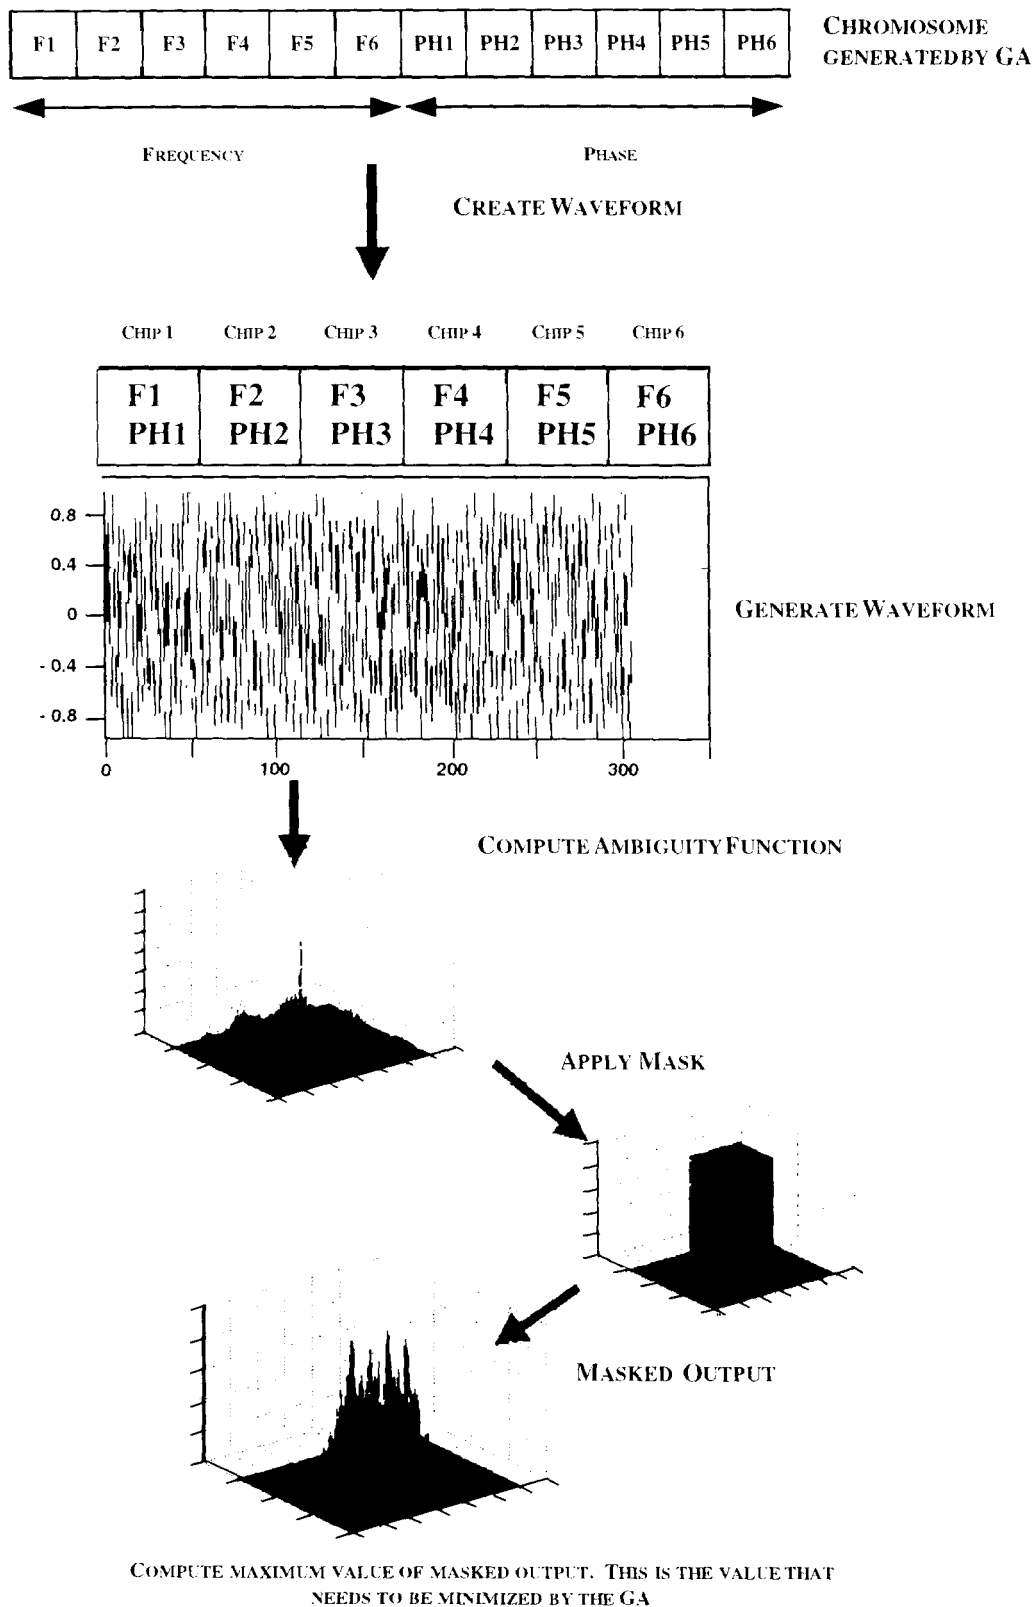 F1 F2 F3 F4 F5 F6 PH1 PH2 PH3 PH4 PH5 PH6
CHROMOSOME
GENERATED BY GA
FREQUENCY PHASE
CREATE WAVEFORM
CHIP 1 CHIP 2 CHIP 3 CHIP 4 CHIP 5 CHIP 6
F1 F2 F3 F4 F5 F6
PH1 PH2 PH3 PH4 PH5 PH6
0.8
0.4
0
- 0.4
- 0.8
GENERATE WAVEFORM
0 100 200 300
COMPUTE AMBIGUITY FUNCTION
APPLY MASK
MASKED OUTPUT
COMPUTE MAXIMUM VALUE OF MASKED OUTPUT. THIS IS THE VALUE THAT
NEEDS TO BE MINIMIZED BY THE GA